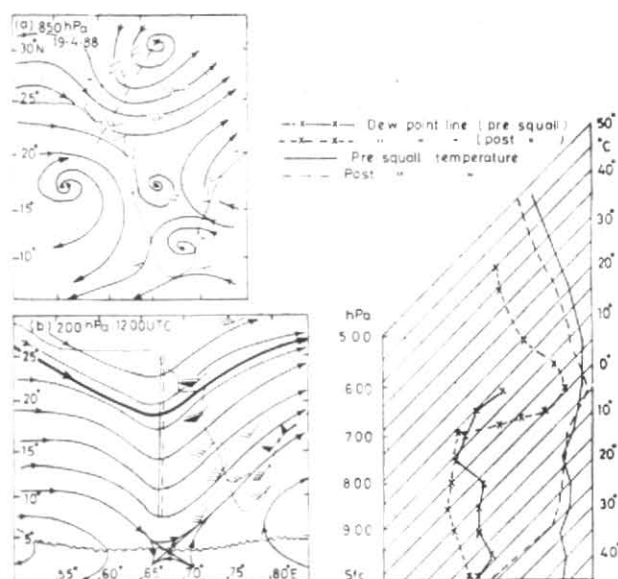 (a) 850 hPa
19-4-88
30°N
25°
20°
15°
10°
(b) 200 hPa 1200UTC
25°
20°
15°
10°
5°
55° 60° 65° 70° 75° 80°E
Dew point line (pre squall)
" " " (post " )
Pre squall temperature
Post " "
50°
°C
40°
30°
20°
10°
0°
10°
20°
30°
40°
hPa
500
600
700
800
900
Sfc